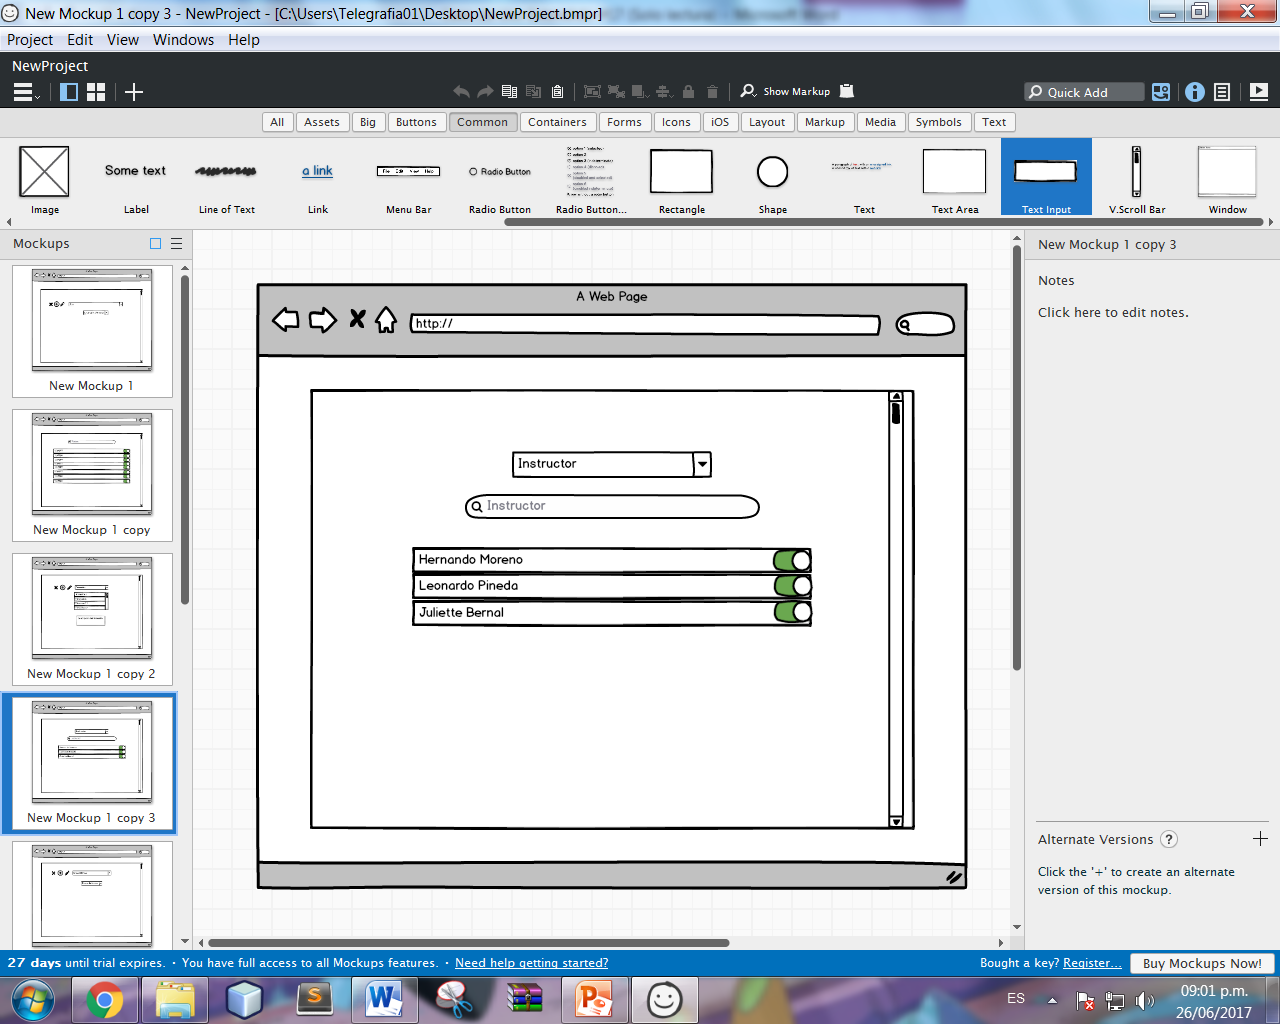 New Mockup 1 copy 3 - NewProject - [C:\Users\Telegrafia01\Desktop\NewProject.bmpr]
Project Edit View Windows Help
NewProject
Show Markup
Quick Add
All Assets Big Buttons Common Containers Forms Icons iOS Layout Markup Media Symbols Text
Some text
a link
File Edit View Help
Radio Button
Image Label Line of Text Link Menu Bar Radio Button Radio Button... Rectangle Shape Text Text Area Text Input V.Scroll Bar Window
Mockups
New Mockup 1
New Mockup 1 copy
New Mockup 1 copy 2
New Mockup 1 copy 3
A Web Page
http://
Instructor
Instructor
Hernando Moreno
Leonardo Pineda
Juliette Bernal
New Mockup 1 copy 3
Notes
Click here to edit notes.
Alternate Versions ?
Click the '+' to create an alternate
version of this mockup.
27 days until trial expires. · You have full access to all Mockups features. · Need help getting started?
Bought a key? Register... Buy Mockups Now!
ES
09:01 p.m.
26/06/2017